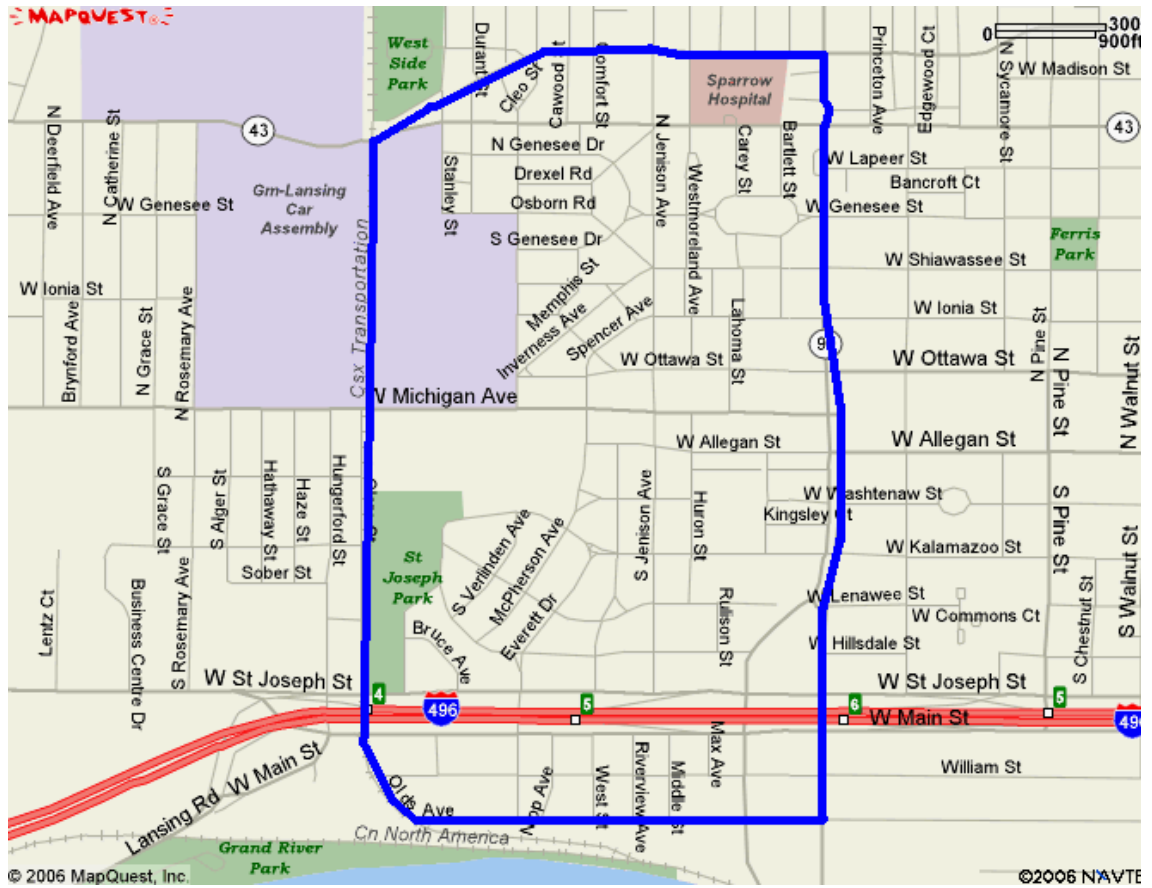 MAPQUEST
300
0
900ft
West
Side
Park
Durant St
Cleo St
Sparrow
Hospital
Princeton Ave
Edgewood Ct
N Sycamore St
W Madison St
N Deerfield Ave
N Catherine St
43
43
N Genesee Dr
N Jenison Ave
Carey St
Bartlett St
Stanley St
Drexel Rd
Westmoreland Ave
W Lapeer St
Bancroft Ct
Gm-Lansing
Car
Assembly
W Genesee St
Osborn Rd
W Genesee St
S Genesee Dr
Ferris
Park
Csx Transportation
W Shiawassee St
Memphis St
W Ionia St
Brynford Ave
N Grace St
N Rosemary Ave
Inverness Ave
Spencer Ave
Lahoma St
W Ionia St
N Pine St
W Ottawa St
W Ottawa St
N Pine St
N Walnut St
W Michigan Ave
W Allegan St
W Allegan St
S Grace St
S Alger St
Hathaway St
Haze St
Hungerford St
S Jenison Ave
Huron St
W Washtenaw St
Kingsley Ct
S Pine St
S Walnut St
St
Joseph
Park
S Verlinden Ave
McPherson Ave
Everett Dr
W Kalamazoo St
Sober St
Lentz Ct
Business Centre Dr
S Rosemary Ave
Bruce Ave
Rulison St
W Lenawee St
W Commons Ct
S Chestnut St
W Hillsdale St
W St Joseph St
W St Joseph St
4
496
5
6
5
W Main St
W Main St
Lansing Rd
Olds Ave
West St
Riverview Ave
Middle St
Max Ave
William St
Cn North America
Grand River
Park
© 2006 MapQuest, Inc.
©2006 NAVTE